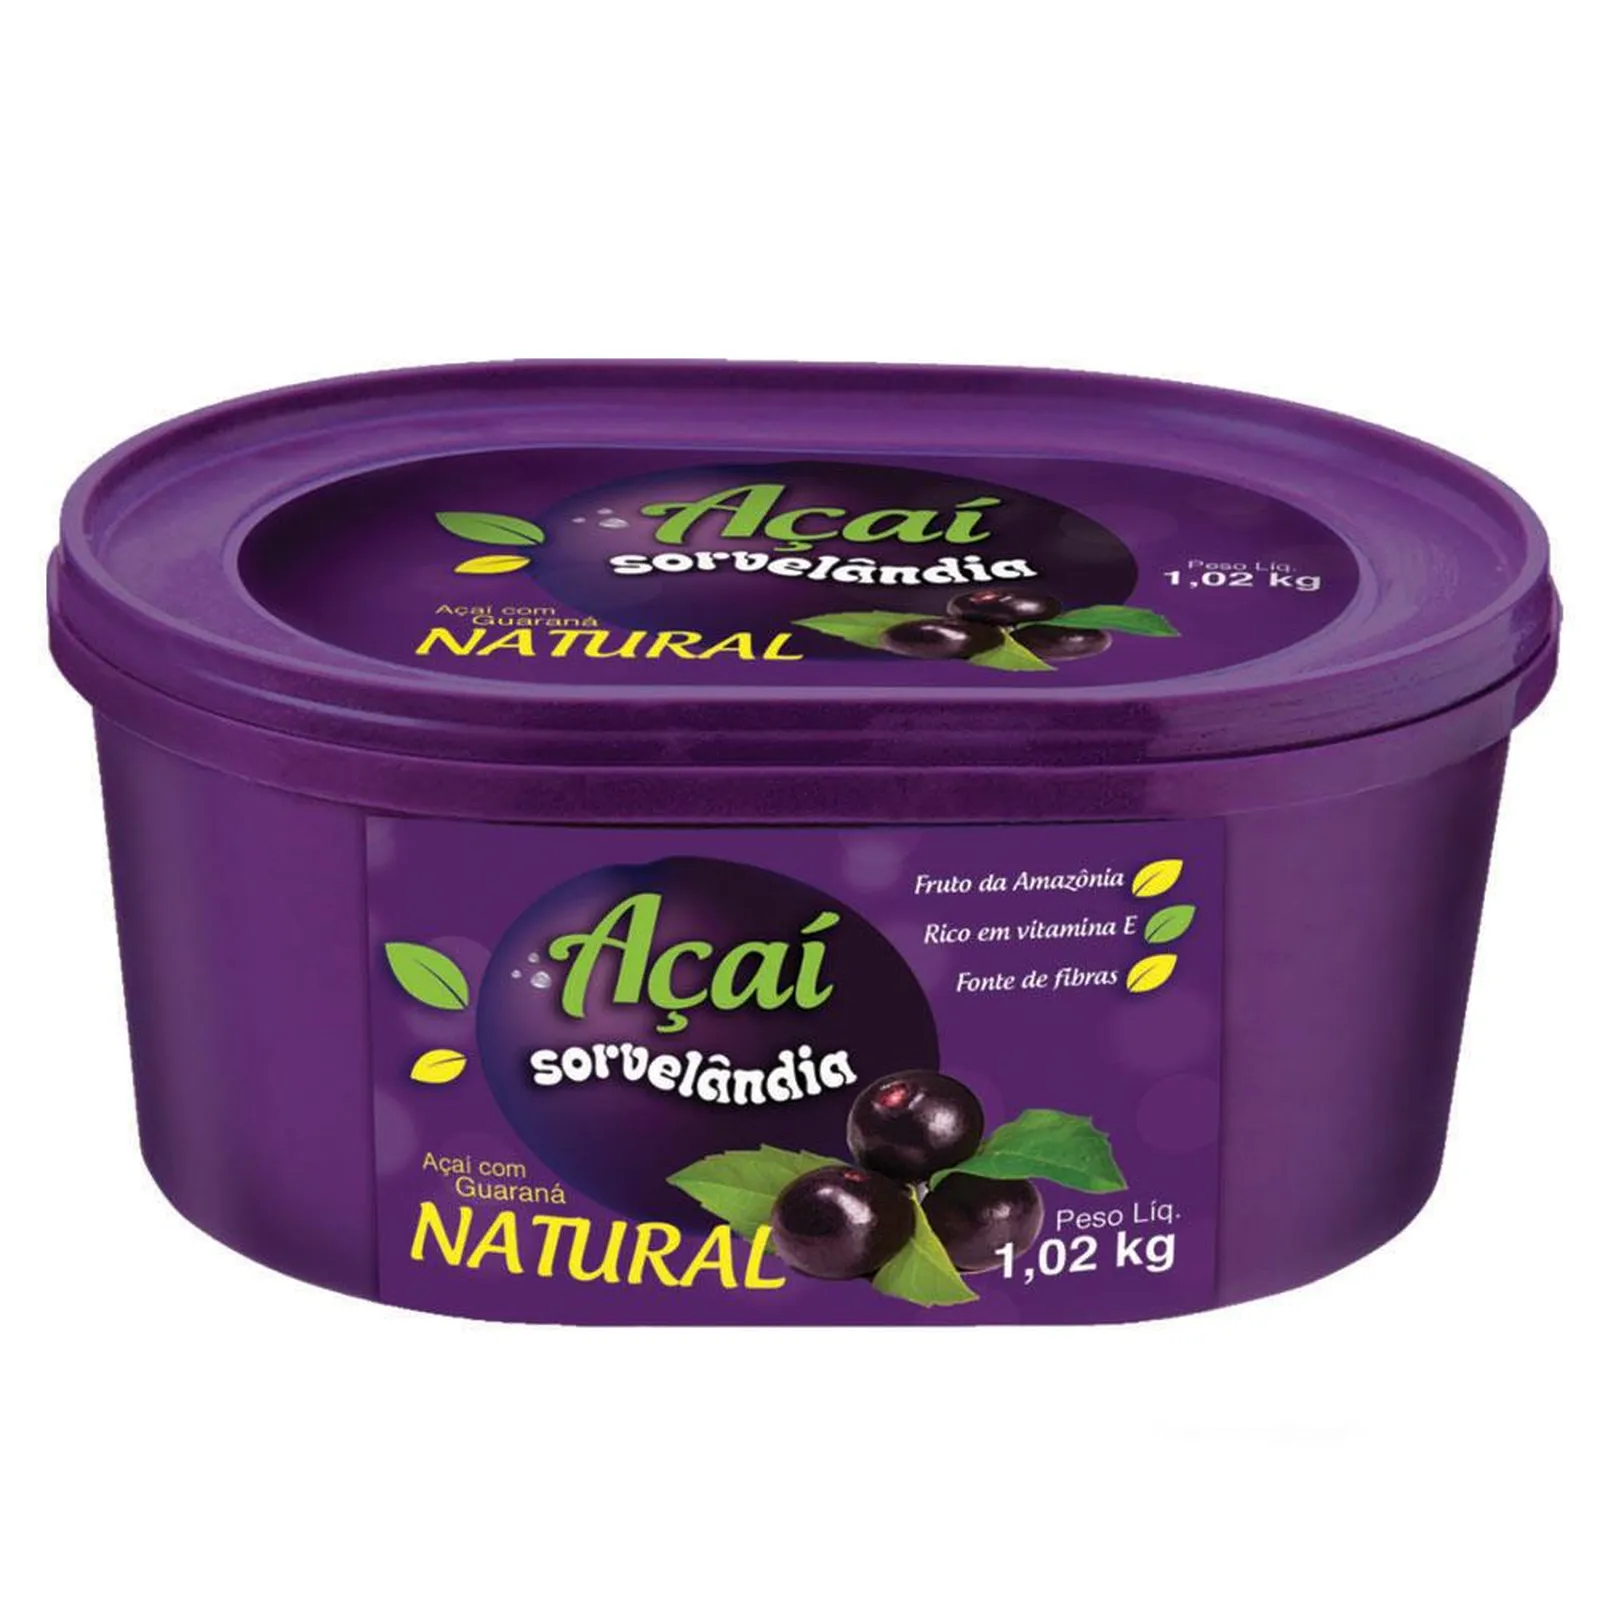 Açaí
sorvelândia
Peso Líq.
1,02 kg
Açaí com
Guaraná
NATURAL
Fruto da Amazônia
Rico em vitamina E
Fonte de fibras
Açaí
sorvelândia
Açaí com
Guaraná
NATURAL
Peso Líq.
1,02 kg